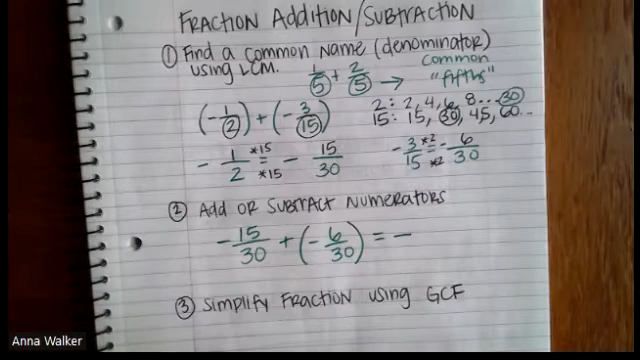 FRACTION ADDITION/SUBTRACTION
① Find a common name (denominator)
using LCM. 1/5 + 2/5 → common "fifths"
(-1/2) + (-3/15)
2: 2, 4, 6, 8...30
15: 15, 30, 45, 60...
- 1/2 *15 = *15 - 15/30
- 3/15 *2 = *2 - 6/30
② Add OR SUBTRACT NUMERATORS
- 15/30 + (- 6/30) = -
③ Simplify FRACTION using GCF
Anna Walker